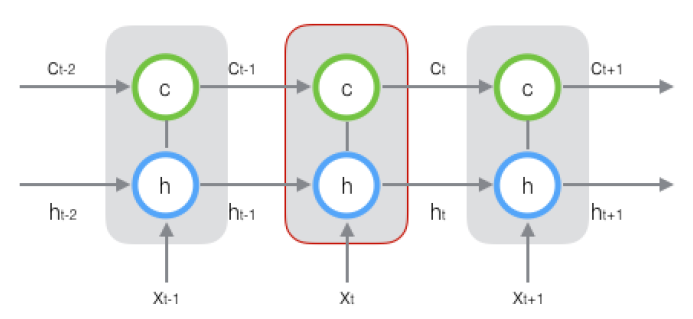 Ct-2 Ct-1 Ct Ct+1
c c c
h h h
ht-2 ht-1 ht ht+1
Xt-1 Xt Xt+1